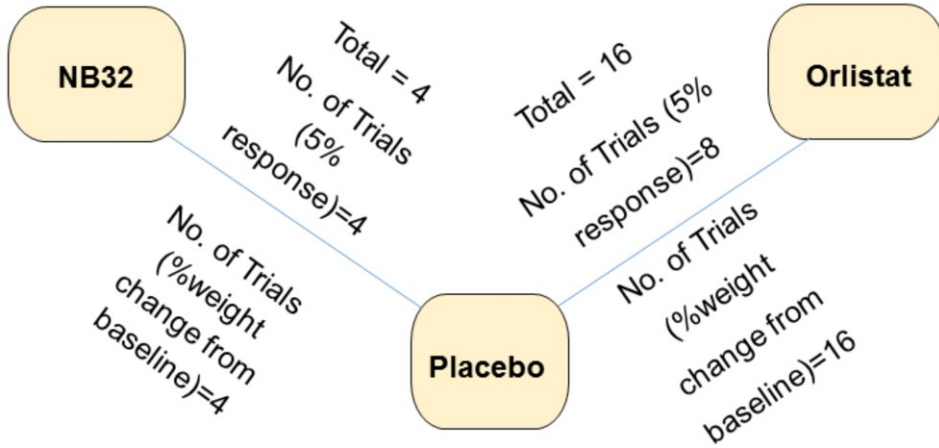 NB32
Total = 4
No. of Trials
(5%
response)=4
No. of Trials
(%weight
change from
baseline)=4
Placebo
Total = 16
No. of Trials (5%
response)=8
No. of Trials
(%weight
change from
baseline)=16
Orlistat